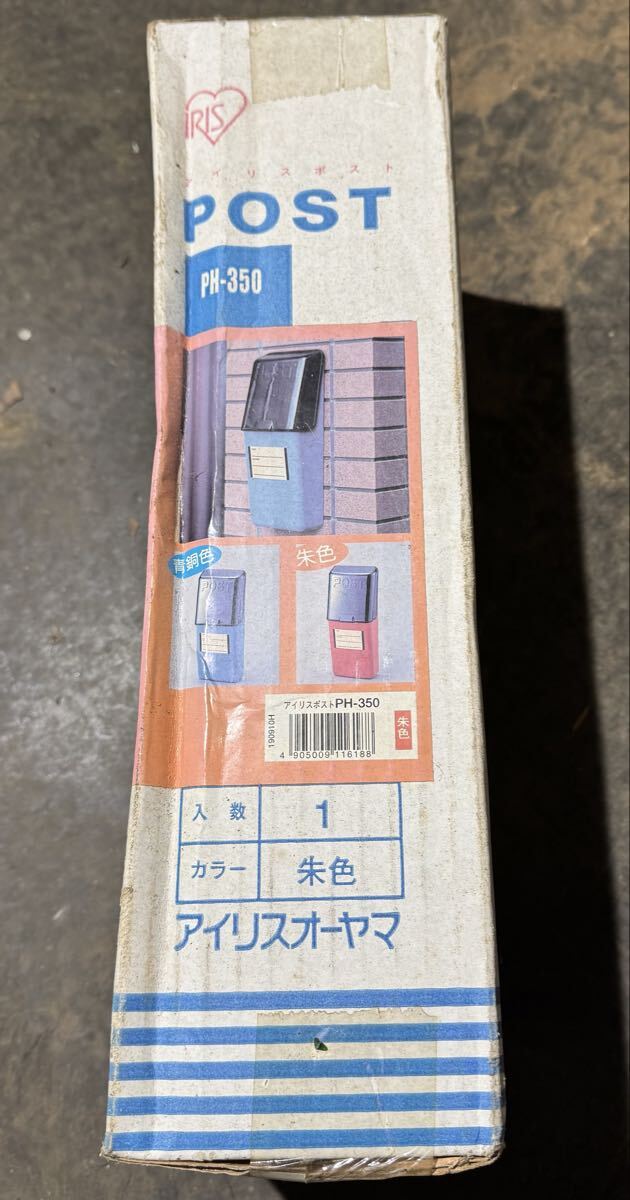 IRIS
アイリスポスト
POST
PH-350
POST
青銅色
朱色
POST
POST
アイリスポストPH-350
190910H
4 905009 116188
朱色
入数 1
カラー 朱色
アイリスオーヤマ